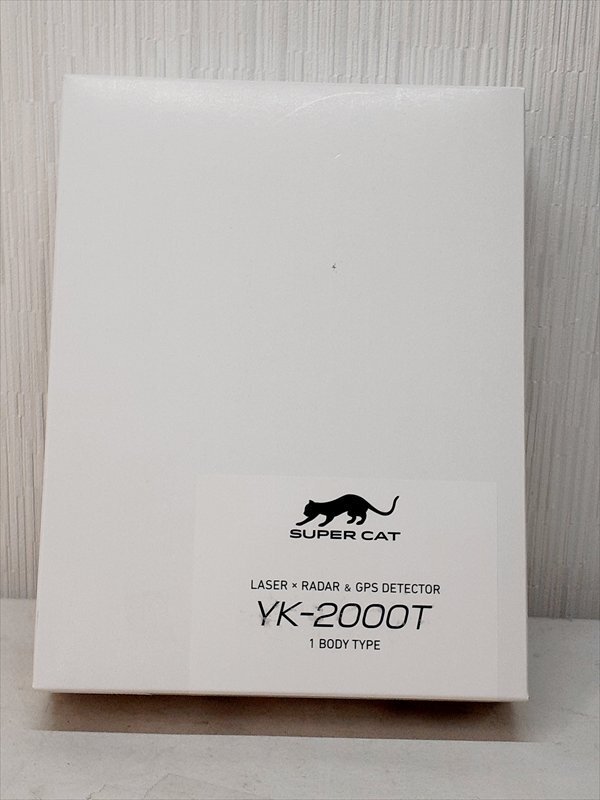 SUPER CAT
LASER × RADAR & GPS DETECTOR
YK-2000T
1 BODY TYPE